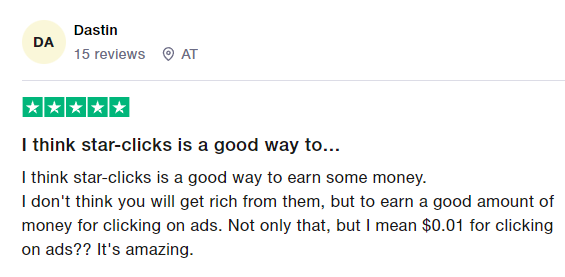 DA
Dastin
15 reviews AT
I think star-clicks is a good way to…
I think star-clicks is a good way to earn some money.
I don't think you will get rich from them, but to earn a good amount of
money for clicking on ads. Not only that, but I mean $0.01 for clicking
on ads?? It's amazing.